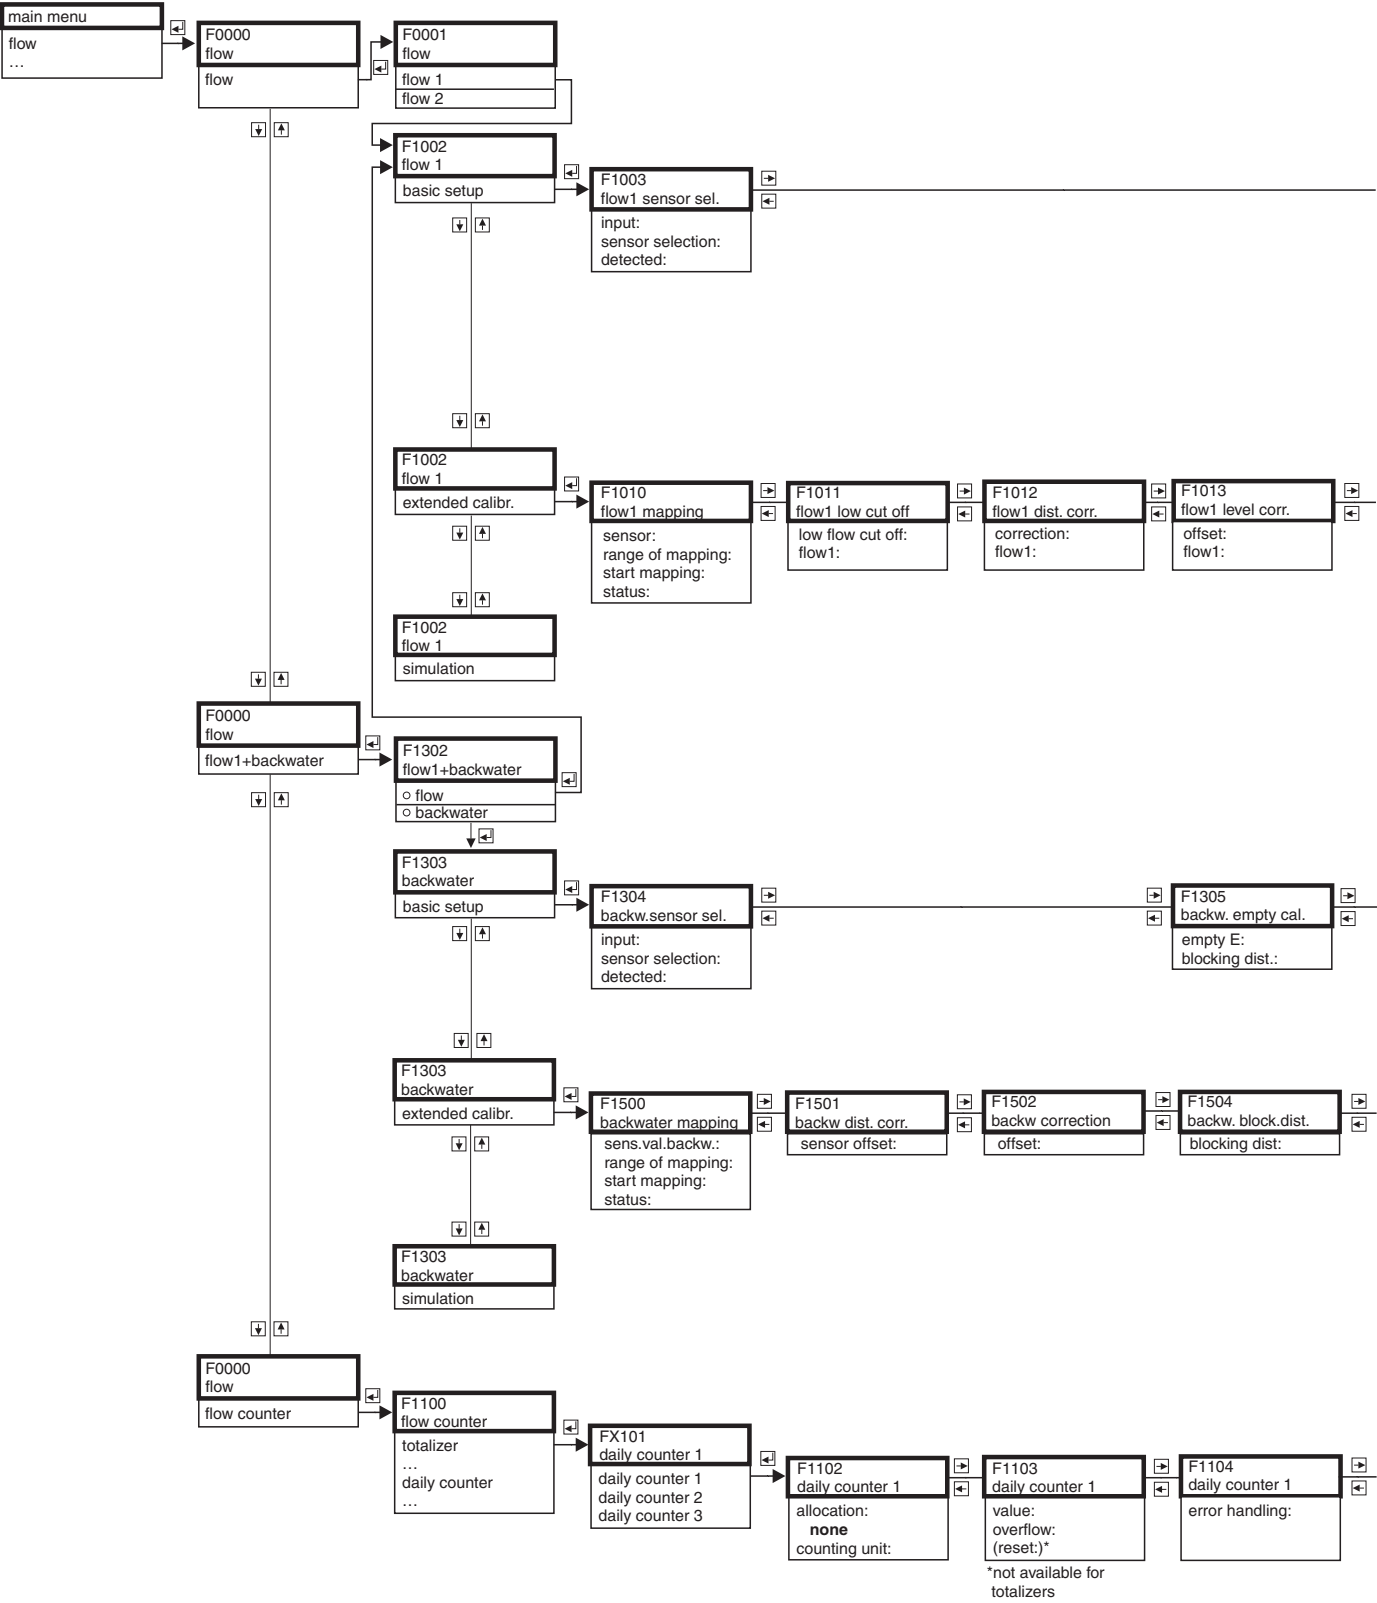 main menu
flow
...
F0000
flow
flow
F0001
flow
flow 1
flow 2
F1002
flow 1
basic setup
F1003
flow1 sensor sel.
input:
sensor selection:
detected:
F1002
flow 1
extended calibr.
F1010
flow1 mapping
sensor:
range of mapping:
start mapping:
status:
F1011
flow1 low cut off
low flow cut off:
flow1:
F1012
flow1 dist. corr.
correction:
flow1:
F1013
flow1 level corr.
offset:
flow1:
F1002
flow 1
simulation
F0000
flow
flow1+backwater
F1302
flow1+backwater
flow
backwater
F1303
backwater
basic setup
F1304
backw.sensor sel.
input:
sensor selection:
detected:
F1305
backw. empty cal.
empty E:
blocking dist.:
F1303
backwater
extended calibr.
F1500
backwater mapping
sens.val.backw.:
range of mapping:
start mapping:
status:
F1501
backw dist. corr.
sensor offset:
F1502
backw correction
offset:
F1504
backw. block.dist.
blocking dist:
F1303
backwater
simulation
F0000
flow
flow counter
F1100
flow counter
totalizer
...
daily counter
...
FX101
daily counter 1
daily counter 1
daily counter 2
daily counter 3
F1102
daily counter 1
allocation:
none
counting unit:
F1103
daily counter 1
value:
overflow:
(reset:)*
*not available for
totalizers
F1104
daily counter 1
error handling: